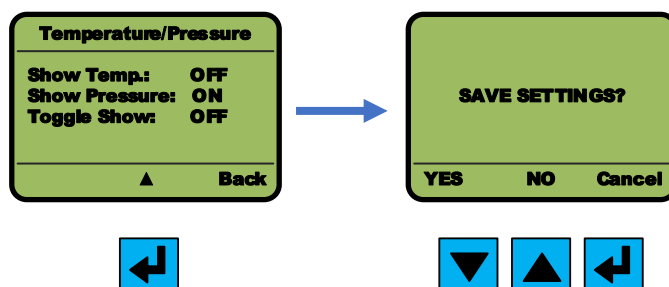 Temperature/Pressure
Show Temp.: OFF
Show Pressure: ON
Toggle Show: OFF
▲ Back
SAVE SETTINGS?
YES NO Cancel